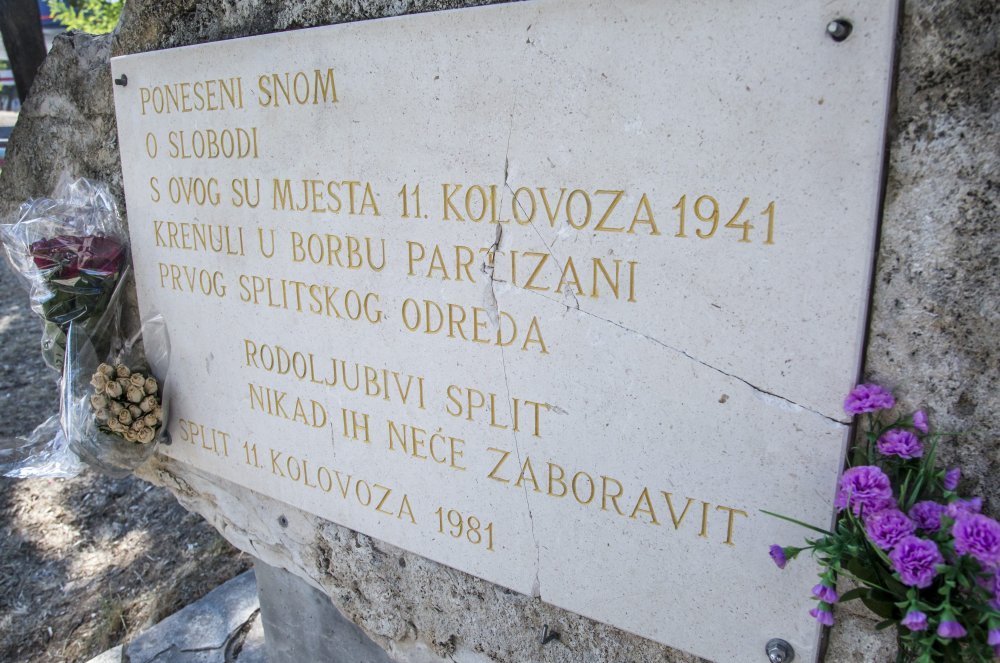 PONESENI SNOM
O SLOBODI
S OVOG SU MJESTA 11. KOLOVOZA 1941
KRENULI U BORBU PARTIZANI
PRVOG SPLITSKOG ODREDA
RODOLJUBIVI SPLIT
NIKAD IH NEĆE ZABORAVIT
SPLIT 11. KOLOVOZA 1981